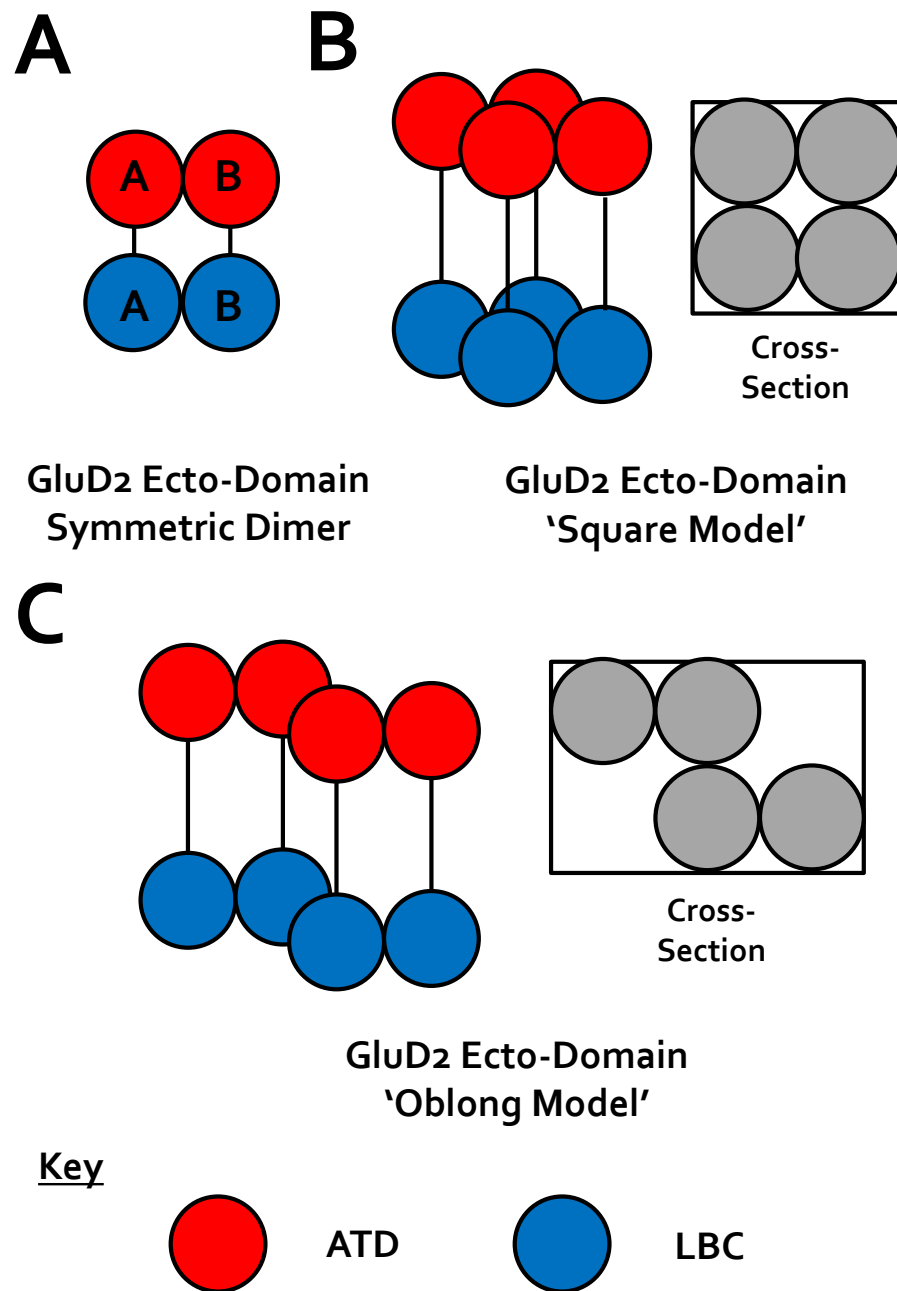 A
B
A B
A B
Cross-
Section
GluD2 Ecto-Domain
Symmetric Dimer
GluD2 Ecto-Domain
‘Square Model’
C
Cross-
Section
GluD2 Ecto-Domain
‘Oblong Model’
Key
ATD
LBC